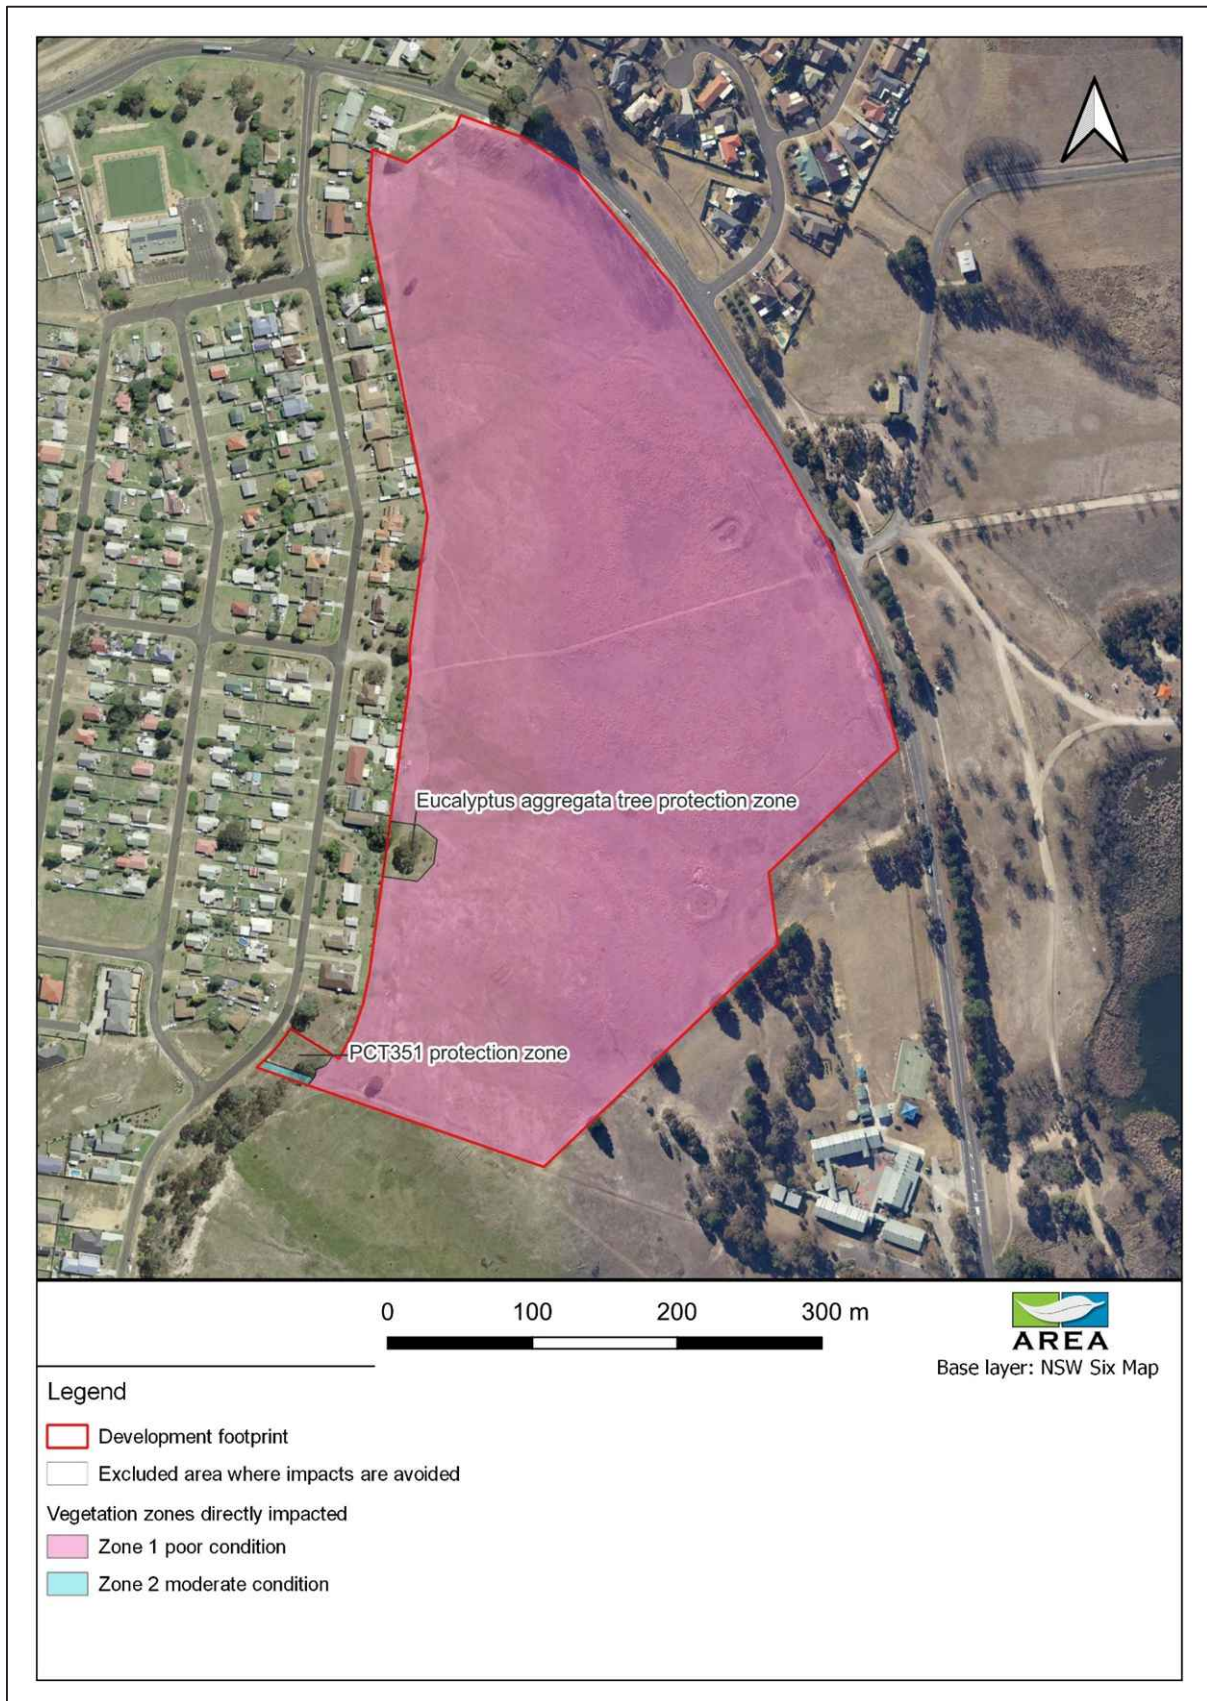 Eucalyptus aggregata tree protection zone
PCT351 protection zone
0 100 200 300 m
AREA
Base layer: NSW Six Map
Legend
Development footprint
Excluded area where impacts are avoided
Vegetation zones directly impacted
Zone 1 poor condition
Zone 2 moderate condition